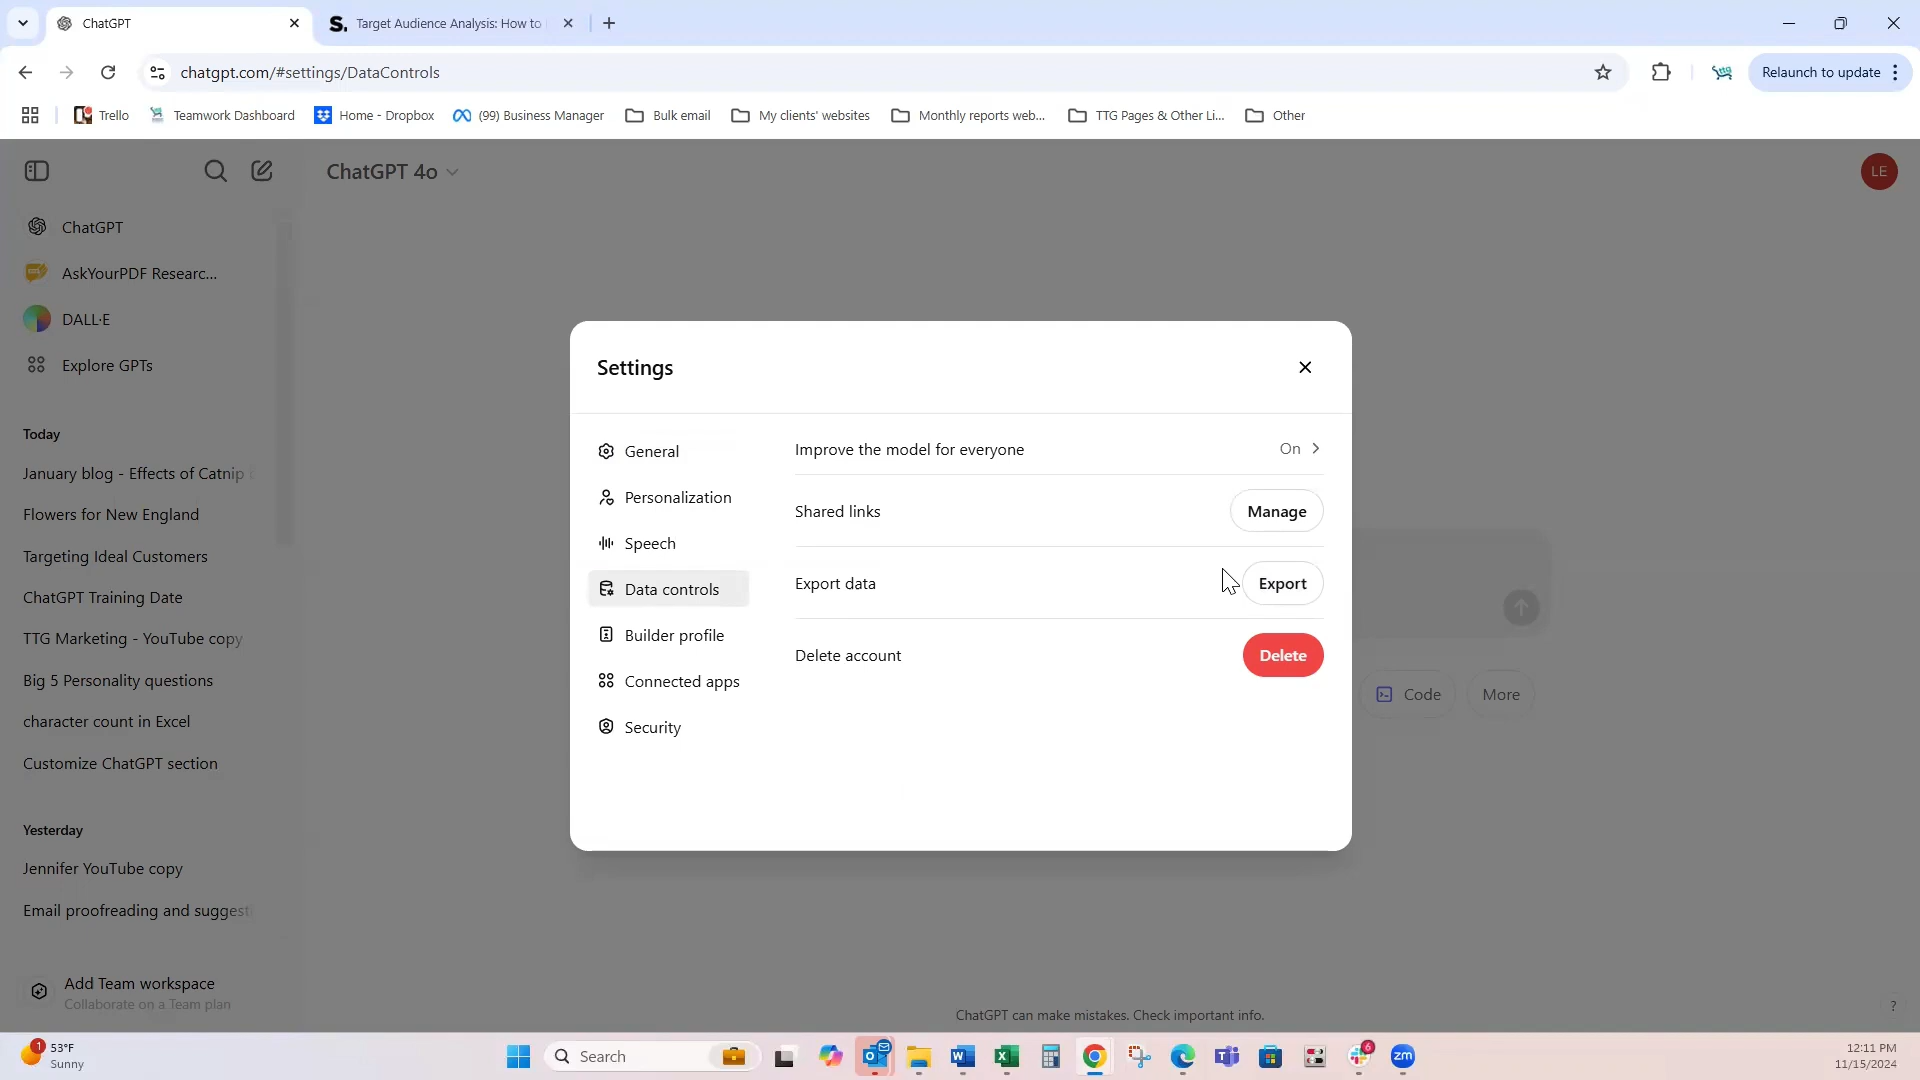 ChatGPT
S. Target Audience Analysis: How to
chatgpt.com/#settings/DataControls
Relaunch to update
Trello
Teamwork Dashboard
Home - Dropbox
(99) Business Manager
Bulk email
My clients' websites
Monthly reports web...
TTG Pages & Other Li...
Other
ChatGPT 4o
LE
ChatGPT
AskYourPDF Researc...
DALL·E
Explore GPTs
Today
January blog - Effects of Catnip
Flowers for New England
Targeting Ideal Customers
ChatGPT Training Date
TTG Marketing - YouTube copy
Big 5 Personality questions
character count in Excel
Customize ChatGPT section
Yesterday
Jennifer YouTube copy
Email proofreading and suggest
Add Team workspace
Collaborate on a Team plan
Settings
General
Personalization
Speech
Data controls
Builder profile
Connected apps
Security
Improve the model for everyone
On
Shared links
Manage
Export data
Export
Delete account
Delete
Code
More
ChatGPT can make mistakes. Check important info.
?
1
53°F
Sunny
Search
6
zm
12:11 PM
11/15/2024